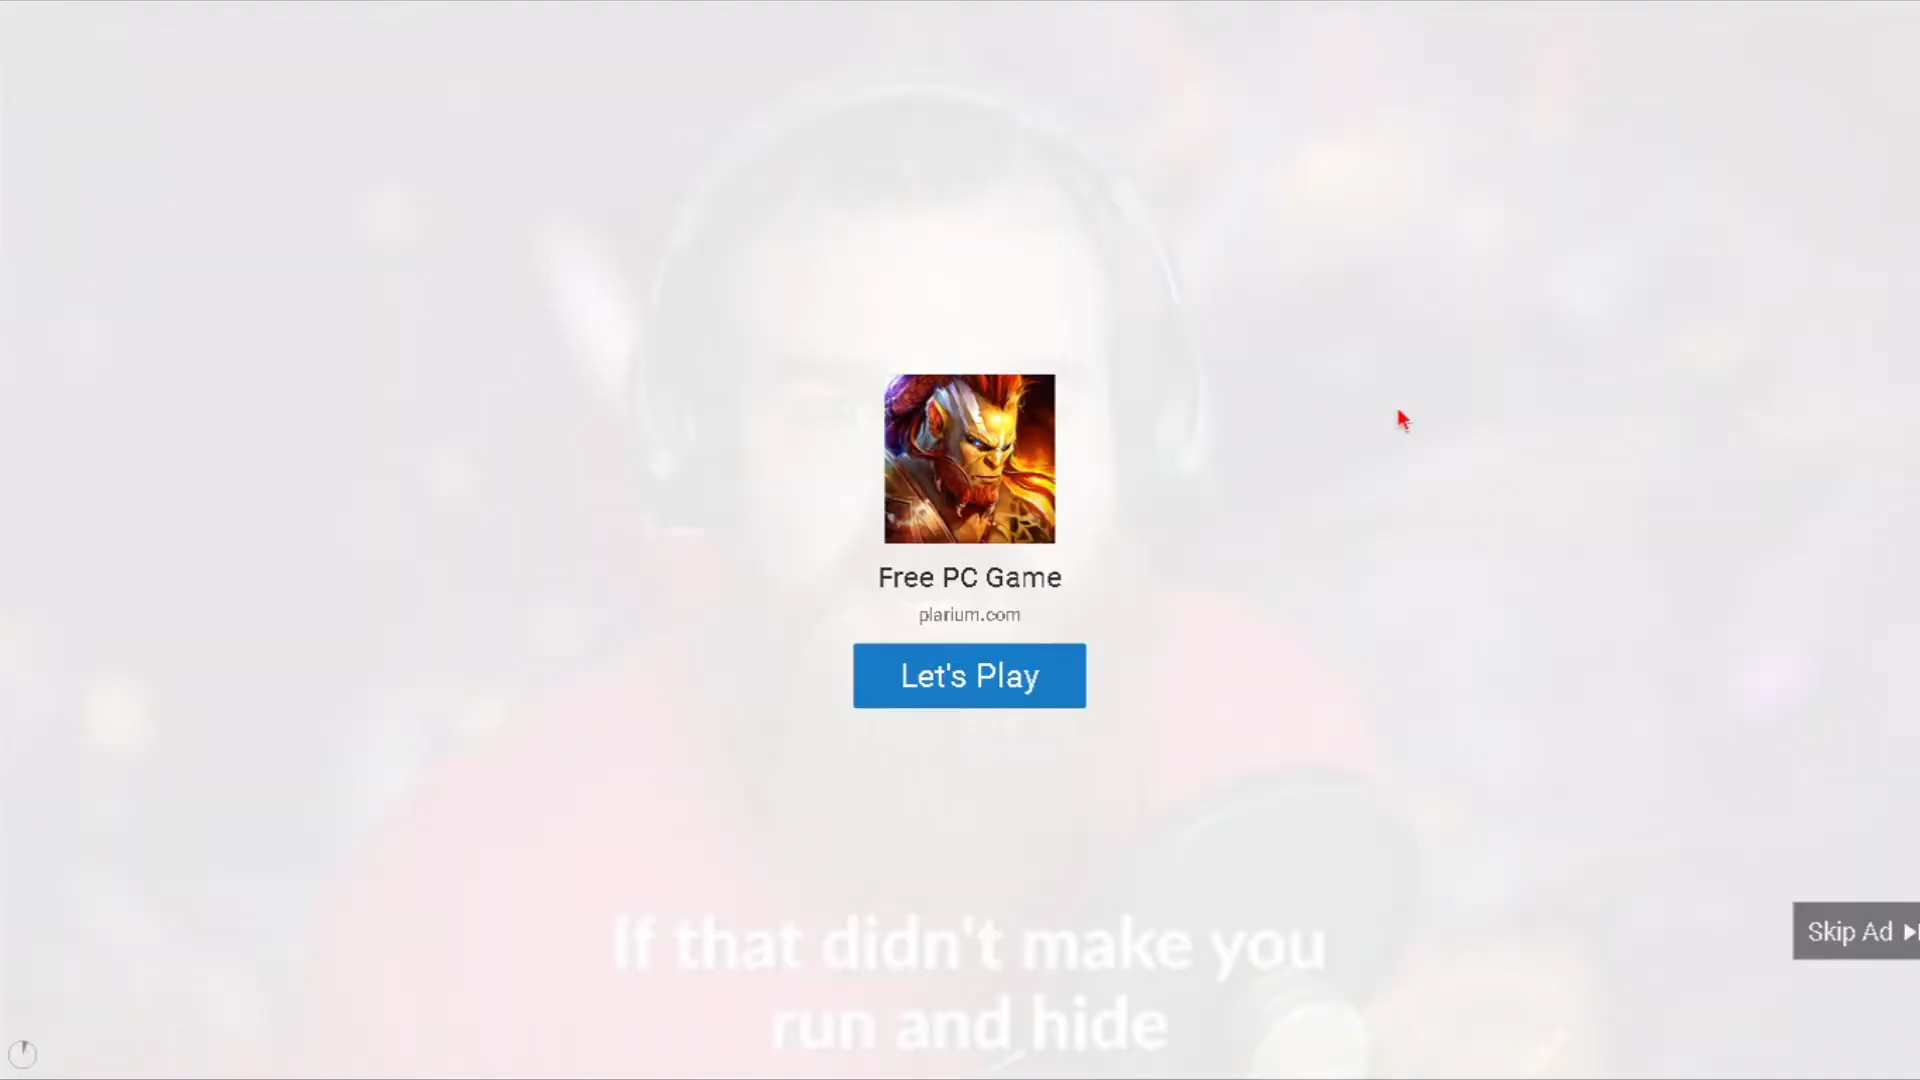 Free PC Game
plarium.com
Let's Play
Skip Ad
If that didn't make you
run and hide